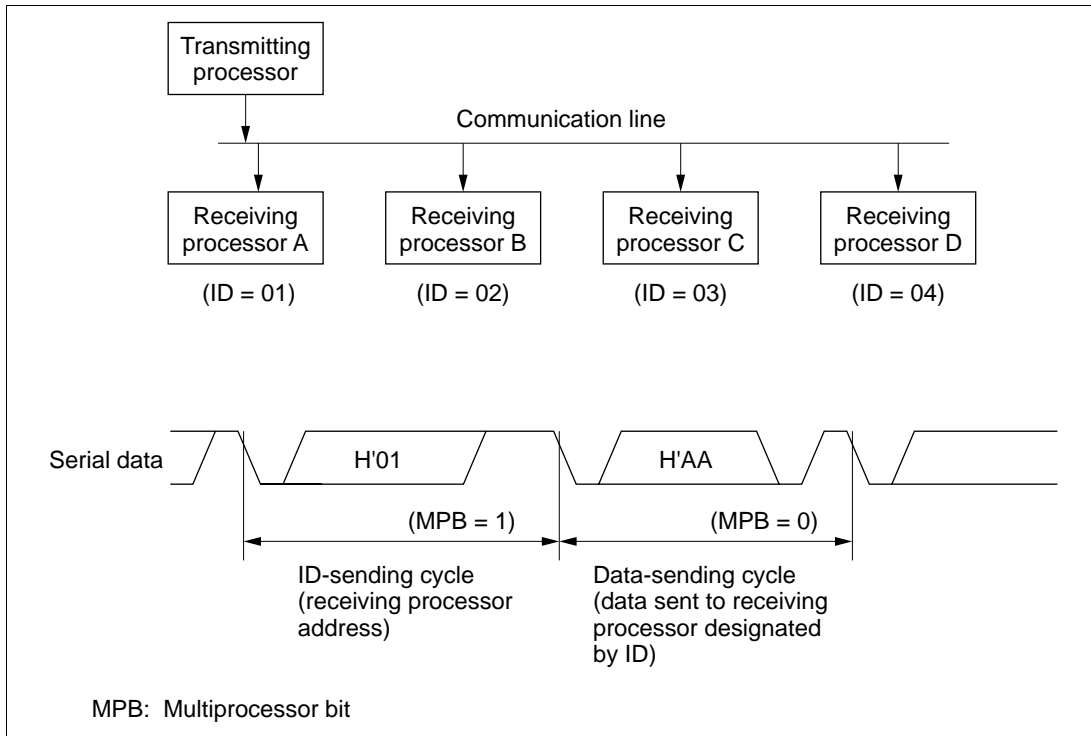 Transmitting
processor
Communication line
Receiving
processor A
Receiving
processor B
Receiving
processor C
Receiving
processor D
(ID = 01)
(ID = 02)
(ID = 03)
(ID = 04)
Serial data
H'01
H'AA
(MPB = 1)
(MPB = 0)
ID-sending cycle
(receiving processor
address)
Data-sending cycle
(data sent to receiving
processor designated
by ID)
MPB: Multiprocessor bit